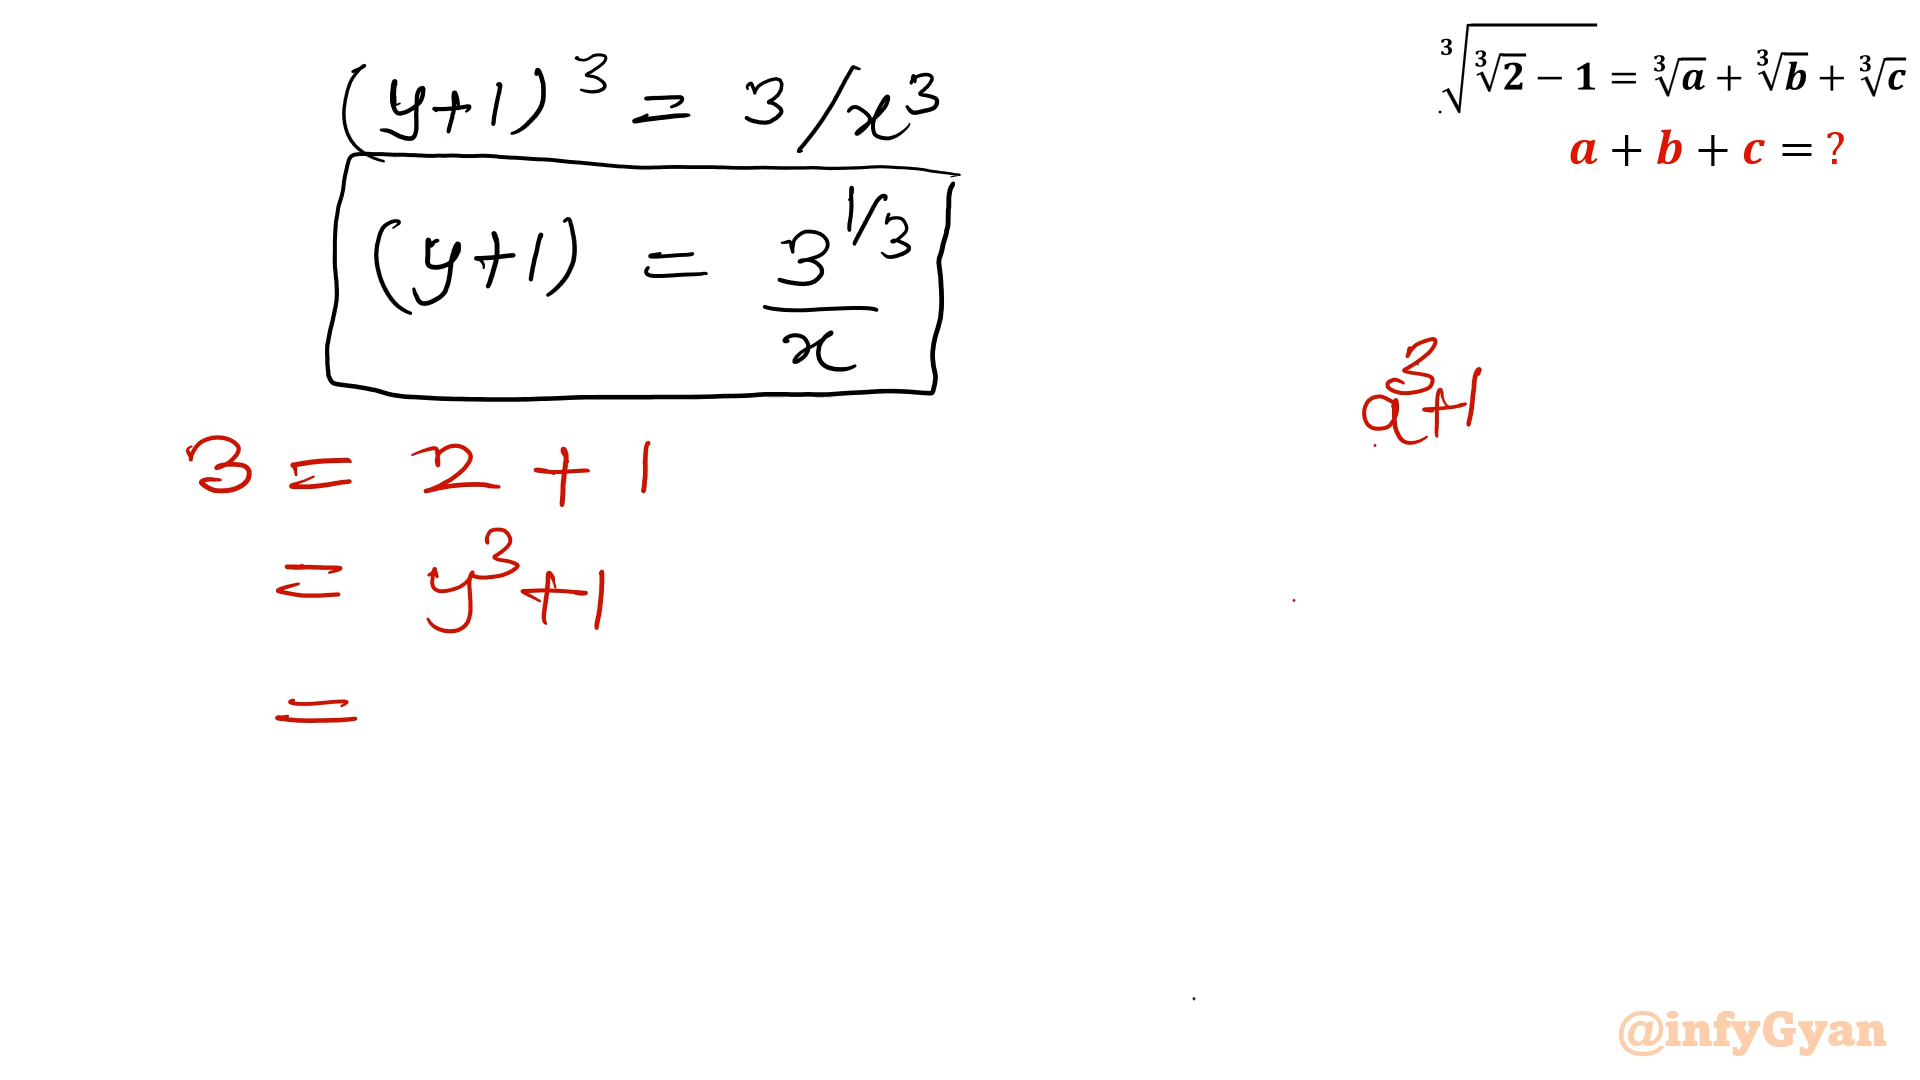 (y+1)³ = 3/x³
(y+1) = 3^{1/3}/x
3 = 2 + 1
= y³+1
=
∛(∛2 − 1) = ∛a + ∛b + ∛c
a + b + c = ?
a³+1
@infyGyan